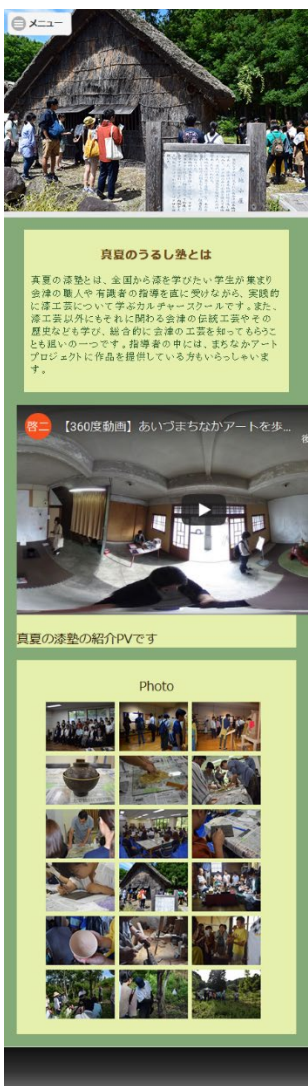 メニュー
真夏のうるし塾とは
真夏の漆塾とは、全国から漆を学びたい学生が集まり
会津の職人や有識者の指導を直に受けながら、実践的
に漆工芸について学ぶカルチャースクールです。また、
漆工芸以外にもそれに関わる会津の伝統工芸やその
歴史なども学び、総合的に会津の工芸を知ってもらうこ
とも狙いの一つです。指導者の中には、まちなかアート
プロジェクトに作品を提供している方もいらっしゃいま
す。
啓二
【360度動画】あいづまちなかアートを歩...
真夏の漆塾の紹介PVです
Photo